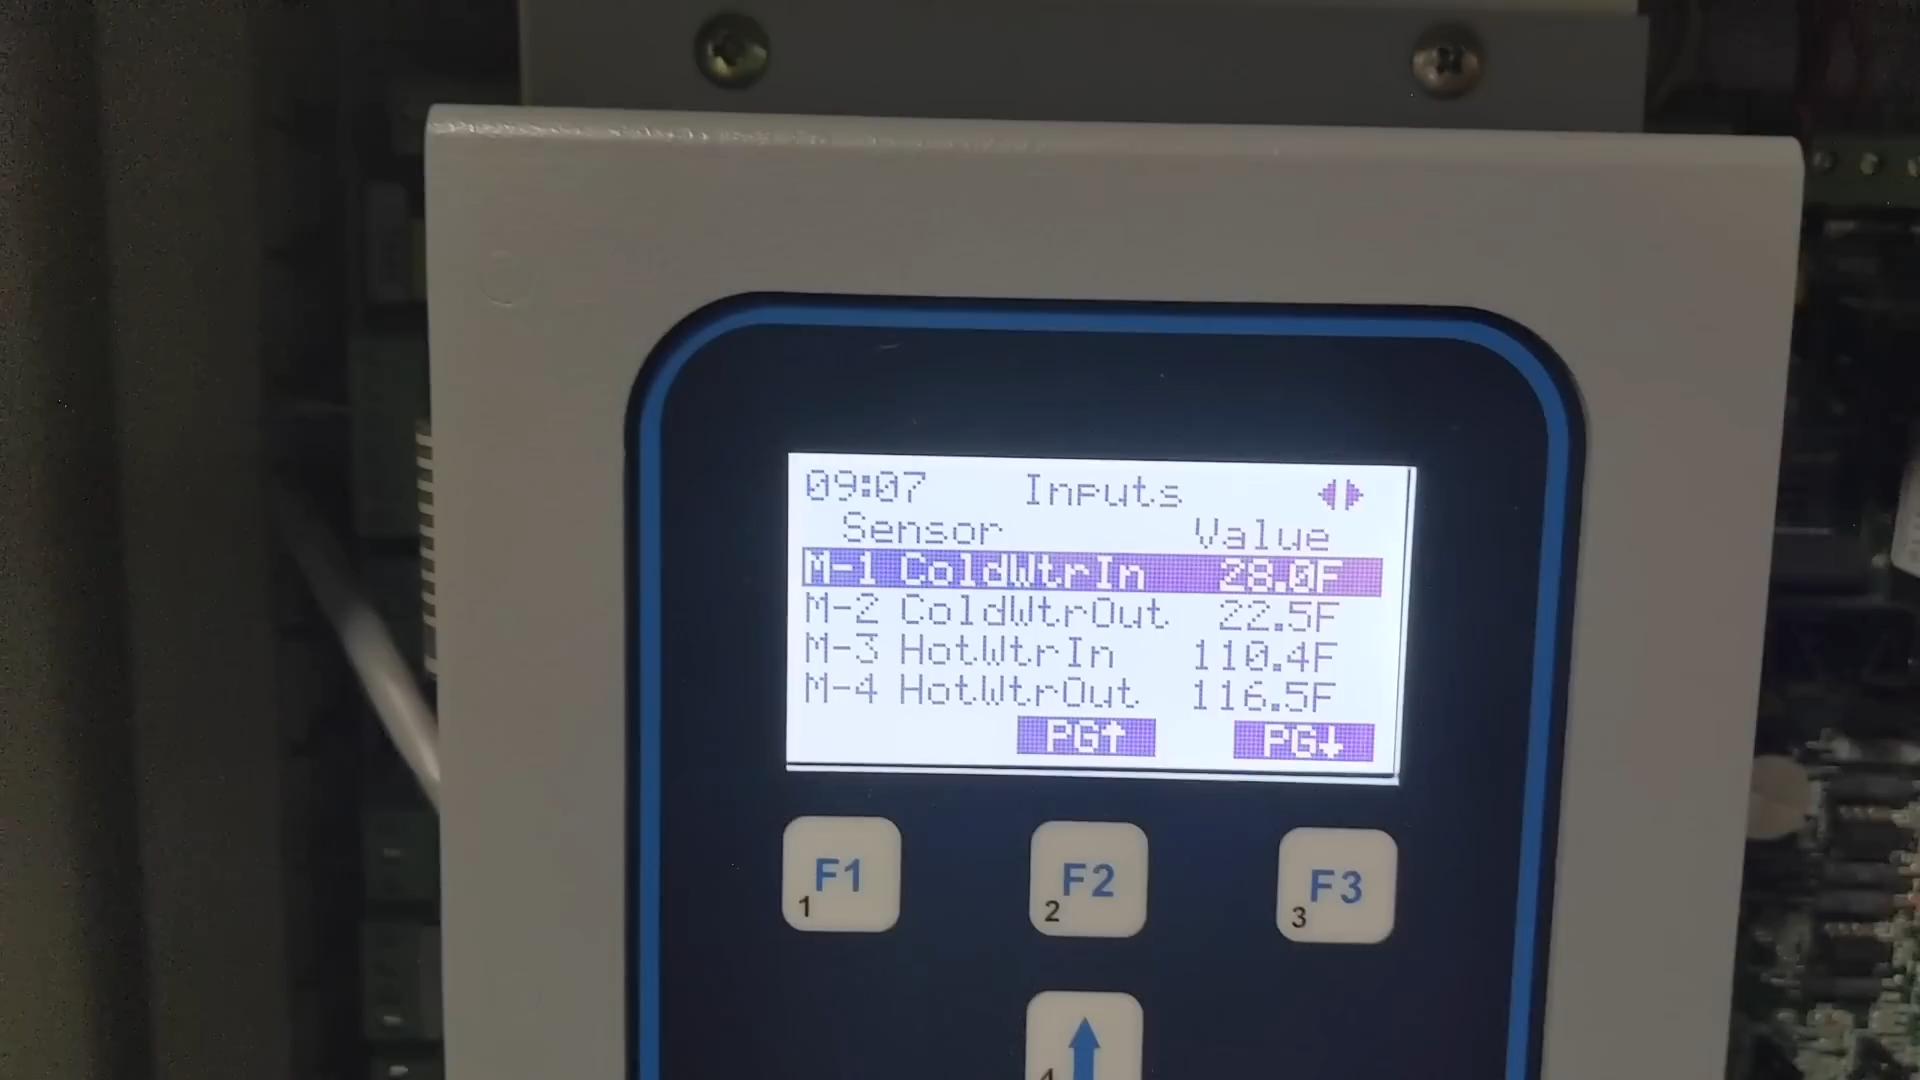 09:07 Inputs ◀▶
Sensor Value
M-1 ColdWtrIn 28.0F
M-2 ColdWtrOut 22.5F
M-3 HotWtrIn 110.4F
M-4 HotWtrOut 116.5F
PG↑ PG↓
F1 F2 F3
1 2 3
4